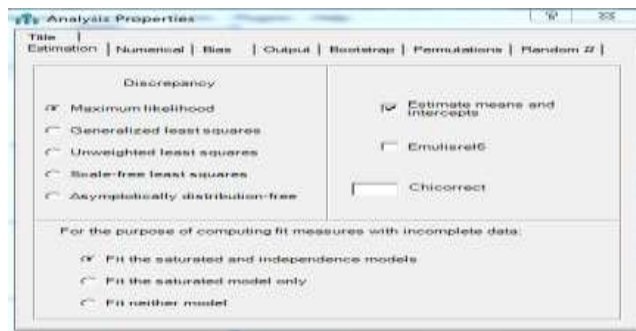 Analysis Properties
Title
Estimation | Numerical | Bias | Output | Bootstrap | Permutations | Random # |
Discrepancy
Maximum likelihood
Generalized least squares
Unweighted least squares
Scale-free least squares
Asymptotically distribution-free
Estimate means and
intercepts
Emulisrel6
Chicorrect
For the purpose of computing fit measures with incomplete data:
Fit the saturated and independence models
Fit the saturated model only
Fit neither model